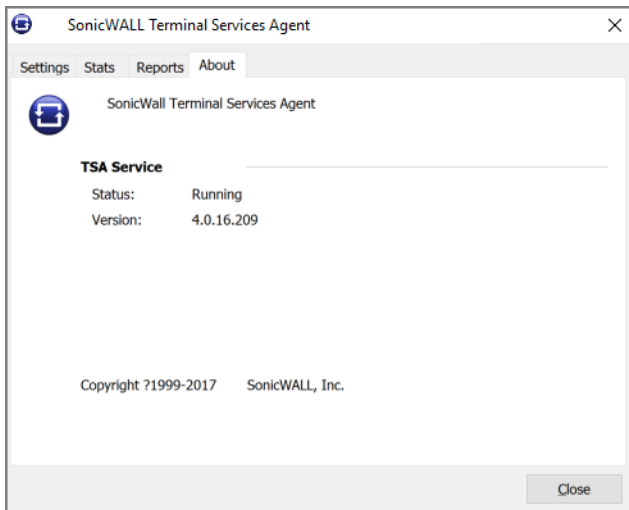 SonicWALL Terminal Services Agent
Settings Stats Reports About
SonicWall Terminal Services Agent
TSA Service
Status: Running
Version: 4.0.16.209
Copyright ?1999-2017 SonicWALL, Inc.
Close